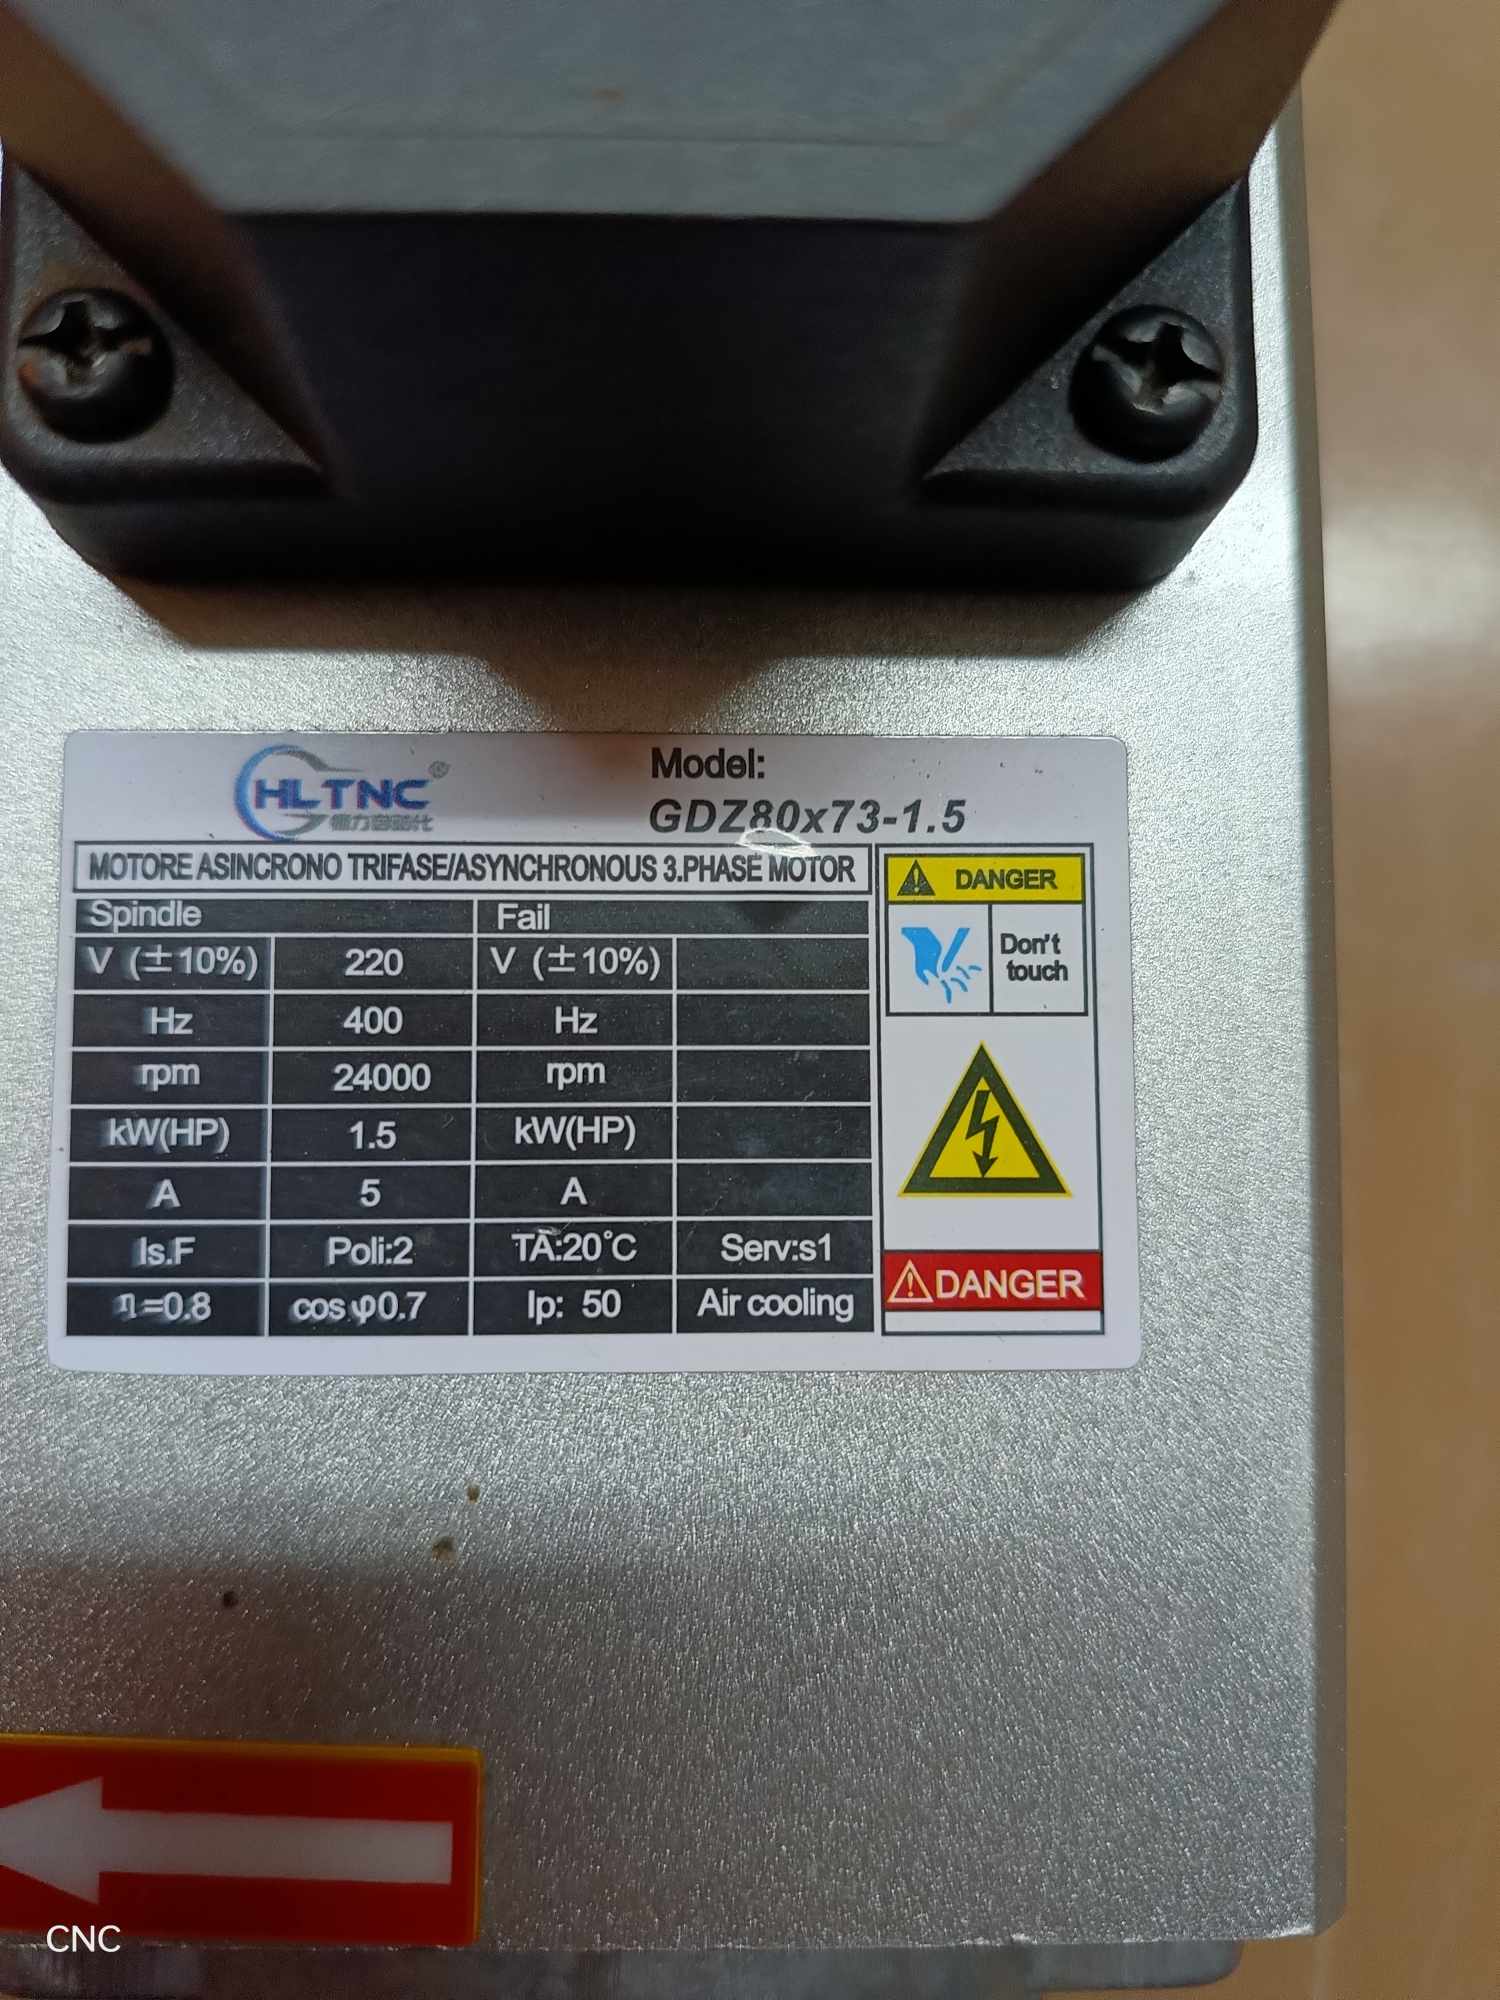 HLTNC®
Model:
GDZ80x73-1.5
MOTORE ASINCRONO TRIFASE/ASYNCHRONOUS 3.PHASE MOTOR
Spindle Fail
V (±10%) 220 V (±10%)
Hz 400 Hz
rpm 24000 rpm
kW(HP) 1.5 kW(HP)
A 5 A
Is.F Poli:2 TA:20°C Serv:s1
η=0.8 cosφ0.7 Ip: 50 Air cooling
DANGER
Don't
touch
DANGER
CNC